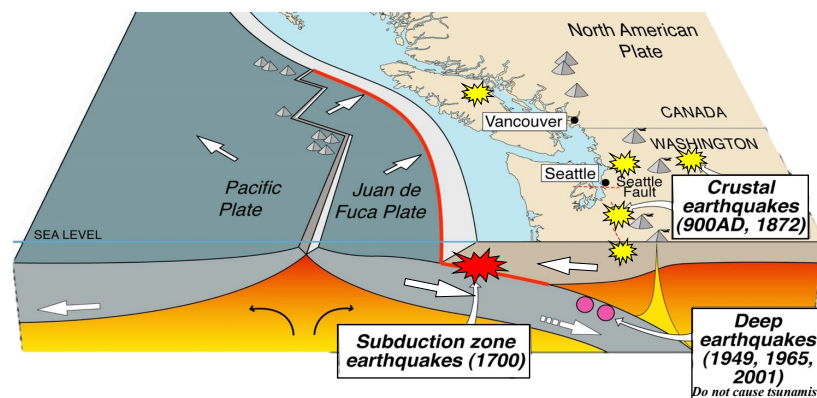 North American
Plate
CANADA
Vancouver
WASHINGTON
Seattle
Seattle
Fault
Pacific
Plate
Juan de
Fuca Plate
SEA LEVEL
Crustal
earthquakes
(900AD, 1872)
Subduction zone
earthquakes (1700)
Deep
earthquakes
(1949, 1965,
2001)
Do not cause tsunamis